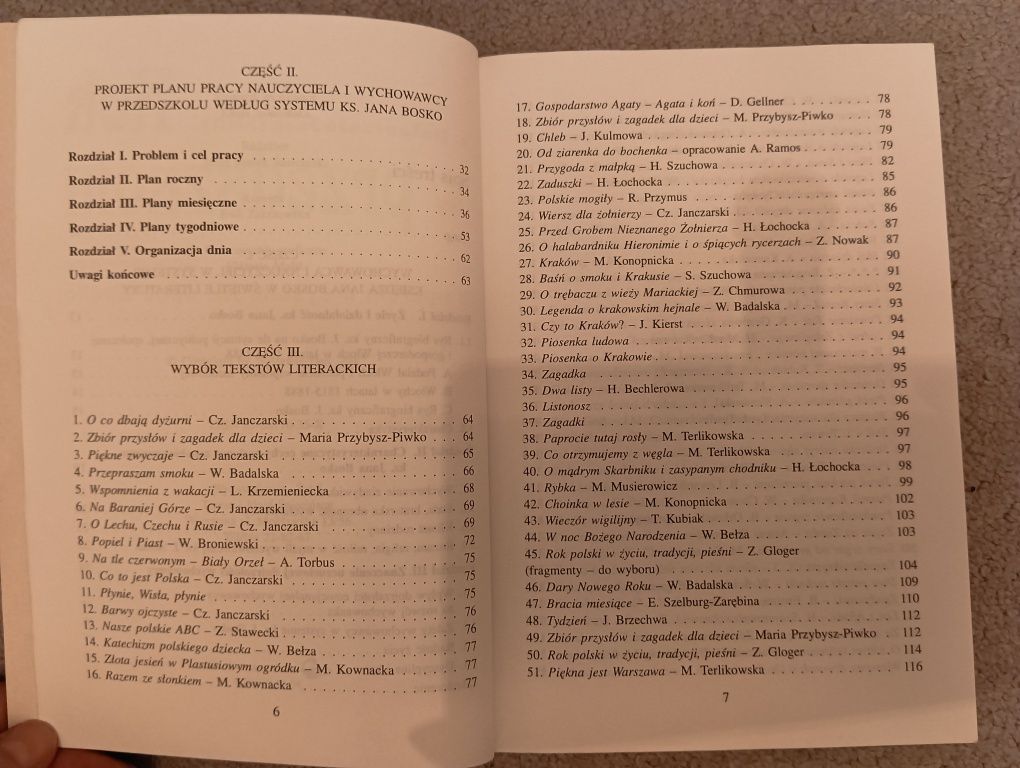 CZĘŚĆ II.
PROJEKT PLANU PRACY NAUCZYCIELA I WYCHOWAWCY
W PRZEDSZKOLU WEDŁUG SYSTEMU KS. JANA BOSKO
Rozdział I. Problem i cel pracy . . . . . . . . . . 32
Rozdział II. Plan roczny . . . . . . . . . . 34
Rozdział III. Plany miesięczne . . . . . . . . . . 36
Rozdział IV. Plany tygodniowe . . . . . . . . . . 53
Rozdział V. Organizacja dnia . . . . . . . . . . 62
Uwagi końcowe . . . . . . . . . . 63
CZĘŚĆ III.
WYBÓR TEKSTÓW LITERACKICH
1. O co dbają dyżurni – Cz. Janczarski . . . . . . . . . . 64
2. Zbiór przysłów i zagadek dla dzieci – Maria Przybysz-Piwko . . . . 64
3. Piękne zwyczaje – Cz. Janczarski . . . . . . . . . . 65
4. Przepraszam smoku – W. Badalska . . . . . . . . . . 66
5. Wspomnienia z wakacji – L. Krzemieniecka . . . . . . . . . . 68
6. Na Baraniej Górze – Cz. Janczarski . . . . . . . . . . 69
7. O Lechu, Czechu i Rusie – Cz. Janczarski . . . . . . . . . . 69
8. Popiel i Piast – W. Broniewski . . . . . . . . . . 72
9. Na tle czerwonym – Biały Orzeł – A. Torbus . . . . . . . . . . 75
10. Co to jest Polska – Cz. Janczarski . . . . . . . . . . 75
11. Płynie, Wisła, płynie . . . . . . . . . . 75
12. Barwy ojczyste – Cz. Janczarski . . . . . . . . . . 76
13. Nasze polskie ABC – Z. Stawecki . . . . . . . . . . 76
14. Katechizm polskiego dziecka – W. Bełza . . . . . . . . . . 77
15. Złota jesień w Plastusiowym ogródku – M. Kownacka . . . . . . . 77
16. Razem ze słonkiem – M. Kownacka . . . . . . . . . . 77
6
17. Gospodarstwo Agaty – Agata i koń – D. Gellner . . . . . . . . . 78
18. Zbiór przysłów i zagadek dla dzieci – M. Przybysz-Piwko . . . . 78
19. Chleb – J. Kulmowa . . . . . . . . . . 79
20. Od ziarenka do bochenka – opracowanie A. Ramos . . . . . . . . 79
21. Przygoda z małpką – H. Szuchowa . . . . . . . . . . 82
22. Zaduszki – H. Łochocka . . . . . . . . . . 85
23. Polskie mogiły – R. Przymus . . . . . . . . . . 86
24. Wiersz dla żołnierzy – Cz. Janczarski . . . . . . . . . . 86
25. Przed Grobem Nieznanego Żołnierza – H. Łochocka . . . . . . . 87
26. O halabardniku Hieronimie i o śpiących rycerzach – Z. Nowak 87
27. Kraków – M. Konopnicka . . . . . . . . . . 90
28. Baśń o smoku i Krakusie – S. Szuchowa . . . . . . . . . . 91
29. O trębaczu z wieży Mariackiej – Z. Chmurowa . . . . . . . . . . 92
30. Legenda o krakowskim hejnale – W. Badalska . . . . . . . . . . 93
31. Czy to Kraków? – J. Kierst . . . . . . . . . . 94
32. Piosenka ludowa . . . . . . . . . . 94
33. Piosenka o Krakowie . . . . . . . . . . 94
34. Zagadka . . . . . . . . . . 95
35. Dwa listy – H. Bechlerowa . . . . . . . . . . 95
36. Listonosz . . . . . . . . . . 96
37. Zagadki . . . . . . . . . . 96
38. Paprocie tutaj rosły – M. Terlikowska . . . . . . . . . . 97
39. Co otrzymujemy z węgla – M. Terlikowska . . . . . . . . . . 97
40. O mądrym Skarbniku i zasypanym chodniku – H. Łochocka . . . 98
41. Rybka – M. Musierowicz . . . . . . . . . . 99
42. Choinka w lesie – M. Konopnicka . . . . . . . . . . 102
43. Wieczór wigilijny – T. Kubiak . . . . . . . . . . 103
44. W noc Bożego Narodzenia – W. Bełza . . . . . . . . . . 103
45. Rok polski w życiu, tradycji, pieśni – Z. Gloger
(fragmenty – do wyboru) . . . . . . . . . . 104
46. Dary Nowego Roku – W. Badalska . . . . . . . . . . 109
47. Bracia miesiące – E. Szelburg-Zarębina . . . . . . . . . . 110
48. Tydzień – J. Brzechwa . . . . . . . . . . 112
49. Zbiór przysłów i zagadek dla dzieci – Maria Przybysz-Piwko . 112
50. Rok polski w życiu, tradycji, pieśni – Z. Gloger . . . . . . . . . . 114
51. Piękna jest Warszawa – M. Terlikowska . . . . . . . . . . 116
7